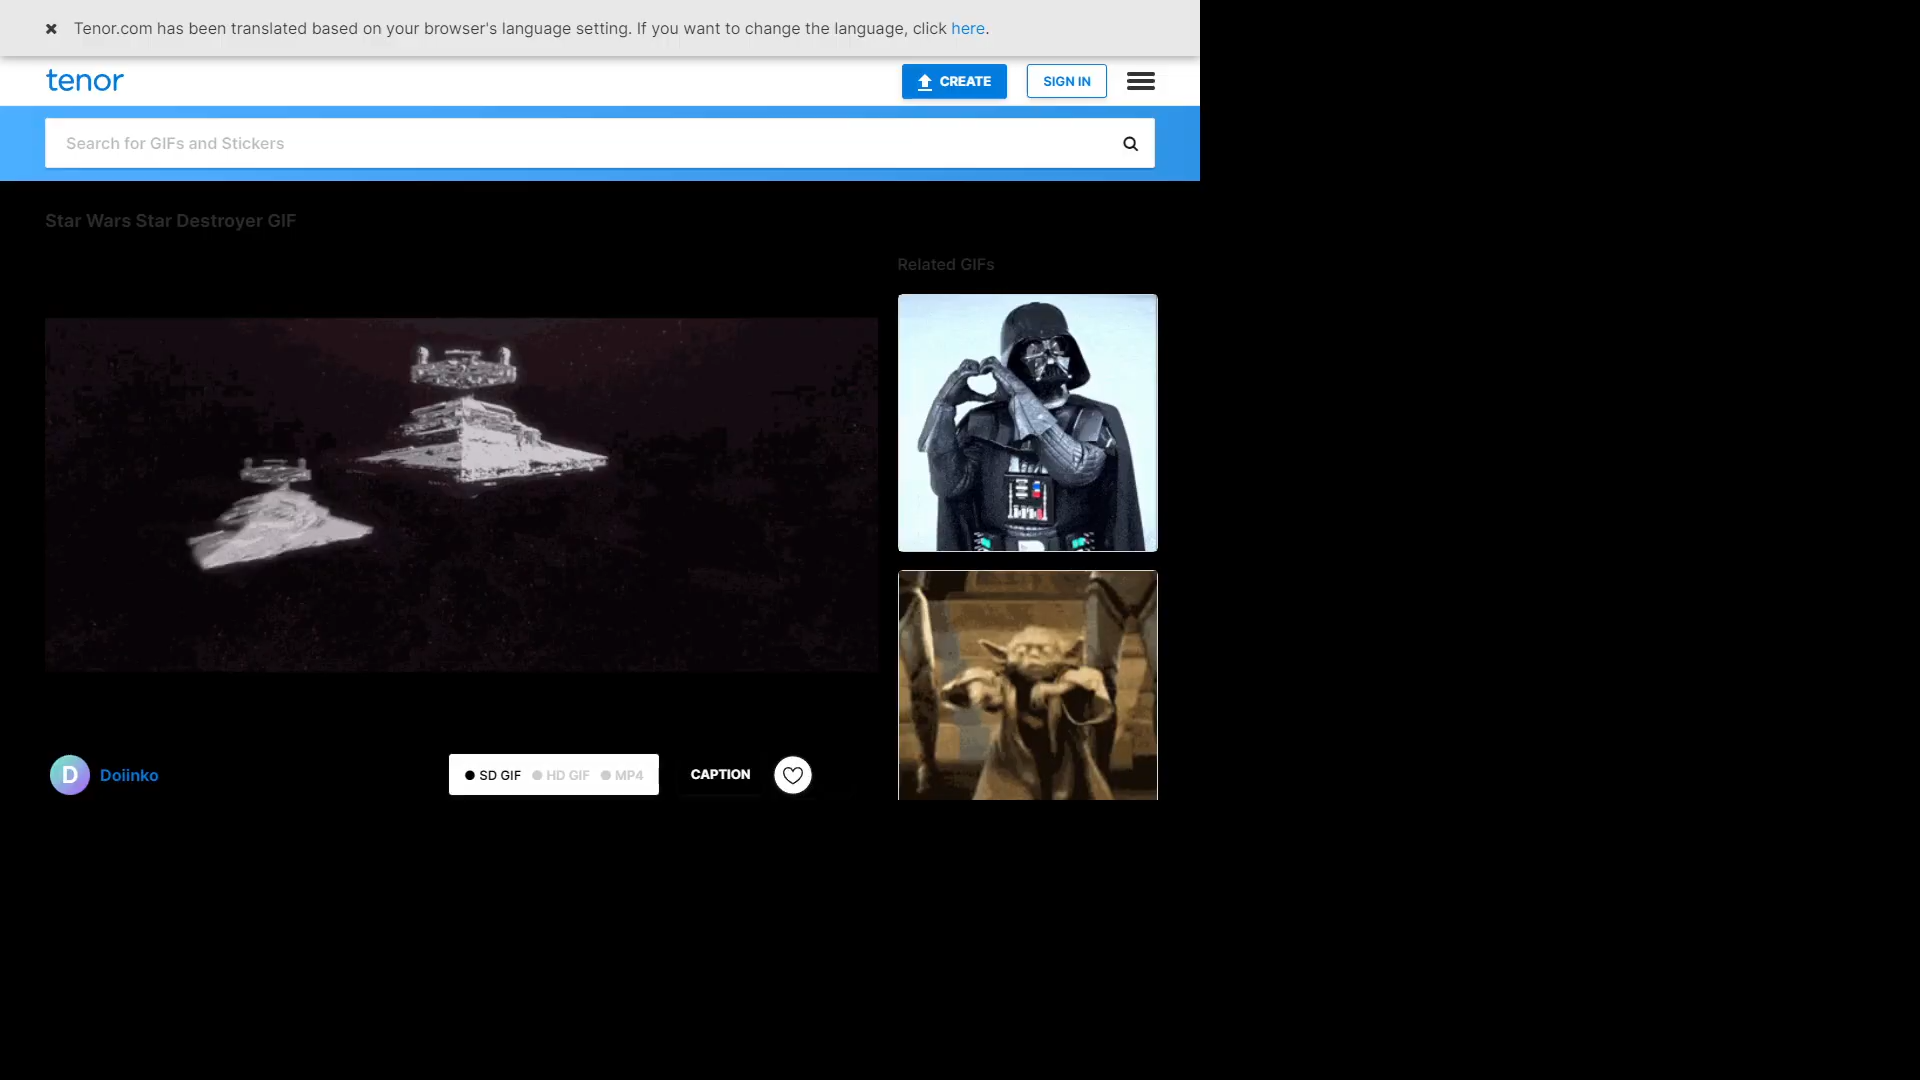 Tenor.com has been translated based on your browser's language setting. If you want to change the language, click here.
tenor
CREATE
SIGN IN
Search for GIFs and Stickers
Star Wars Star Destroyer GIF
Related GIFs
D
Doiinko
SD GIF
HD GIF
MP4
CAPTION